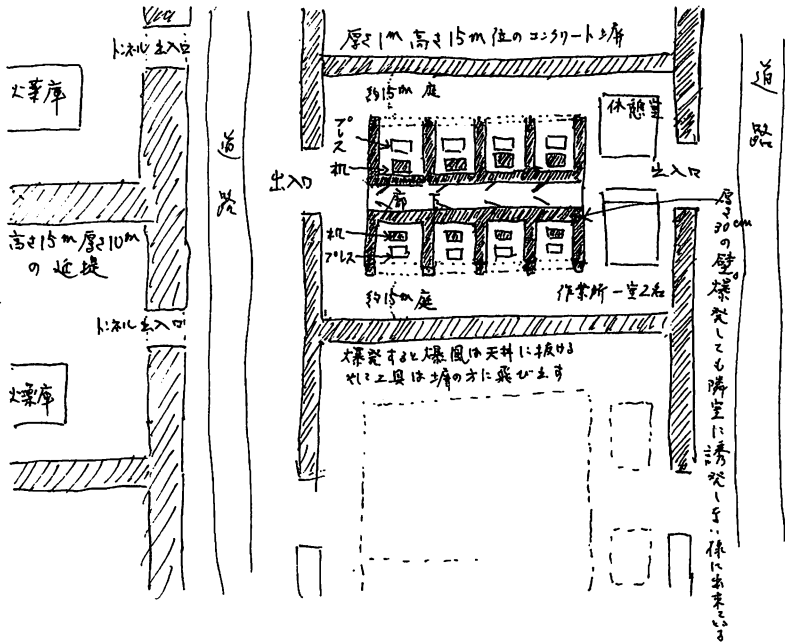 厚さ1m高さ15m位のコンクリート土塀
トンネル出入口
火薬庫
道路
約15m庭
プレス
机
休憩室
道路
出入口
出入口
廊
下
高さ15m厚さ10m
の近堤
机
プレス
厚さ30cmの壁。爆発しても隣室に誘発しない様に出来ている
約15m庭
作業所一室2名
トンネル出入口
爆発すると爆風は天井に抜ける
そして工具は土塀の方に飛び出す
火薬庫